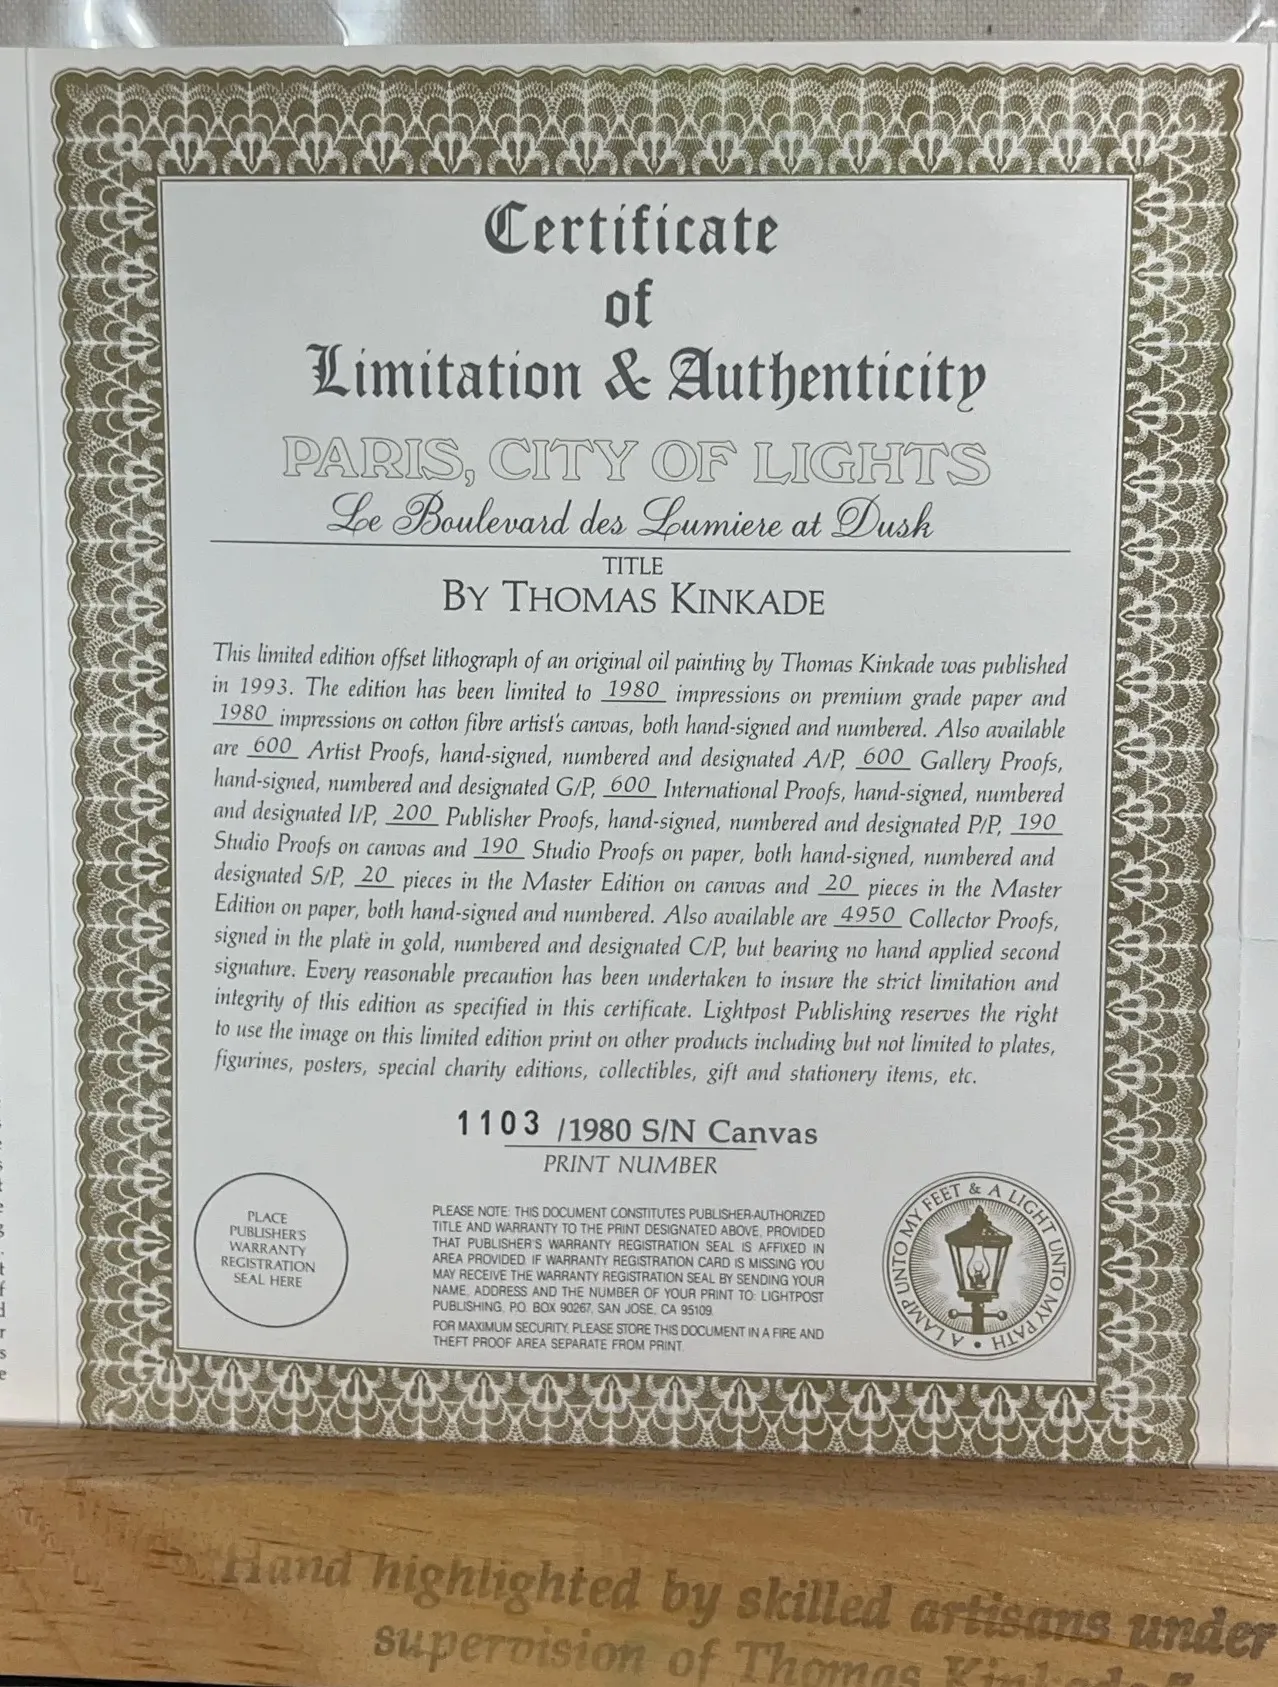 Certificate
of
Limitation & Authenticity
PARIS, CITY OF LIGHTS
Le Boulevard des Lumiere at Dusk
TITLE
BY THOMAS KINKADE
This limited edition offset lithograph of an original oil painting by Thomas Kinkade was published
in 1993. The edition has been limited to 1980 impressions on premium grade paper and
1980 impressions on cotton fibre artist's canvas, both hand-signed and numbered. Also available
are 600 Artist Proofs, hand-signed, numbered and designated A/P, 600 Gallery Proofs,
hand-signed, numbered and designated G/P, 600 International Proofs, hand-signed, numbered
and designated I/P, 200 Publisher Proofs, hand-signed, numbered and designated P/P, 190
Studio Proofs on canvas and 190 Studio Proofs on paper, both hand-signed, numbered and
designated S/P, 20 pieces in the Master Edition on canvas and 20 pieces in the Master
Edition on paper, both hand-signed and numbered. Also available are 4950 Collector Proofs,
signed in the plate in gold, numbered and designated C/P, but bearing no hand applied second
signature. Every reasonable precaution has been undertaken to insure the strict limitation and
integrity of this edition as specified in this certificate. Lightpost Publishing reserves the right
to use the image on this limited edition print on other products including but not limited to plates,
figurines, posters, special charity editions, collectibles, gift and stationery items, etc.
1103 /1980 S/N Canvas
PRINT NUMBER
PLACE
PUBLISHER'S
WARRANTY
REGISTRATION
SEAL HERE
PLEASE NOTE: THIS DOCUMENT CONSTITUTES PUBLISHER-AUTHORIZED
TITLE AND WARRANTY TO THE PRINT DESIGNATED ABOVE, PROVIDED
THAT PUBLISHER'S WARRANTY REGISTRATION SEAL IS AFFIXED IN
AREA PROVIDED. IF WARRANTY REGISTRATION CARD IS MISSING YOU
MAY RECEIVE THE WARRANTY REGISTRATION SEAL BY SENDING YOUR
NAME, ADDRESS AND THE NUMBER OF YOUR PRINT TO: LIGHTPOST
PUBLISHING, P.O. BOX 90267, SAN JOSE, CA 95109.
FOR MAXIMUM SECURITY, PLEASE STORE THIS DOCUMENT IN A FIRE AND
THEFT PROOF AREA SEPARATE FROM PRINT.
A LAMP UNTO MY FEET & A LIGHT UNTO MY PATH •
"Hand highlighted by skilled artisans under
supervision of Thomas Kinkade"